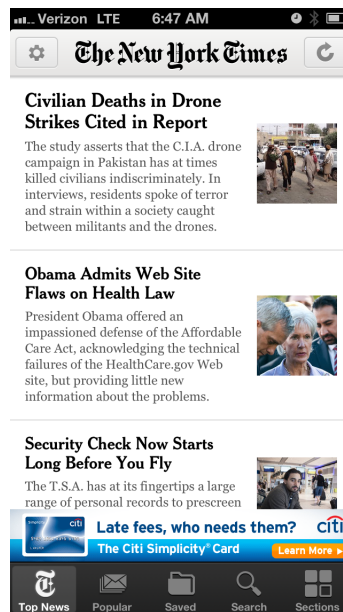 Verizon LTE 6:47 AM
The New York Times
Civilian Deaths in Drone
Strikes Cited in Report
The study asserts that the C.I.A. drone
campaign in Pakistan has at times
killed civilians indiscriminately. In
interviews, residents spoke of terror
and strain within a society caught
between militants and the drones.
Obama Admits Web Site
Flaws on Health Law
President Obama offered an
impassioned defense of the Affordable
Care Act, acknowledging the technical
failures of the HealthCare.gov Web
site, but providing little new
information about the problems.
Security Check Now Starts
Long Before You Fly
The T.S.A. has at its fingertips a large
range of personal records to prescreen
citi
Late fees, who needs them? citi
The Citi Simplicity® Card
Learn More
Top News Popular Saved Search Sections